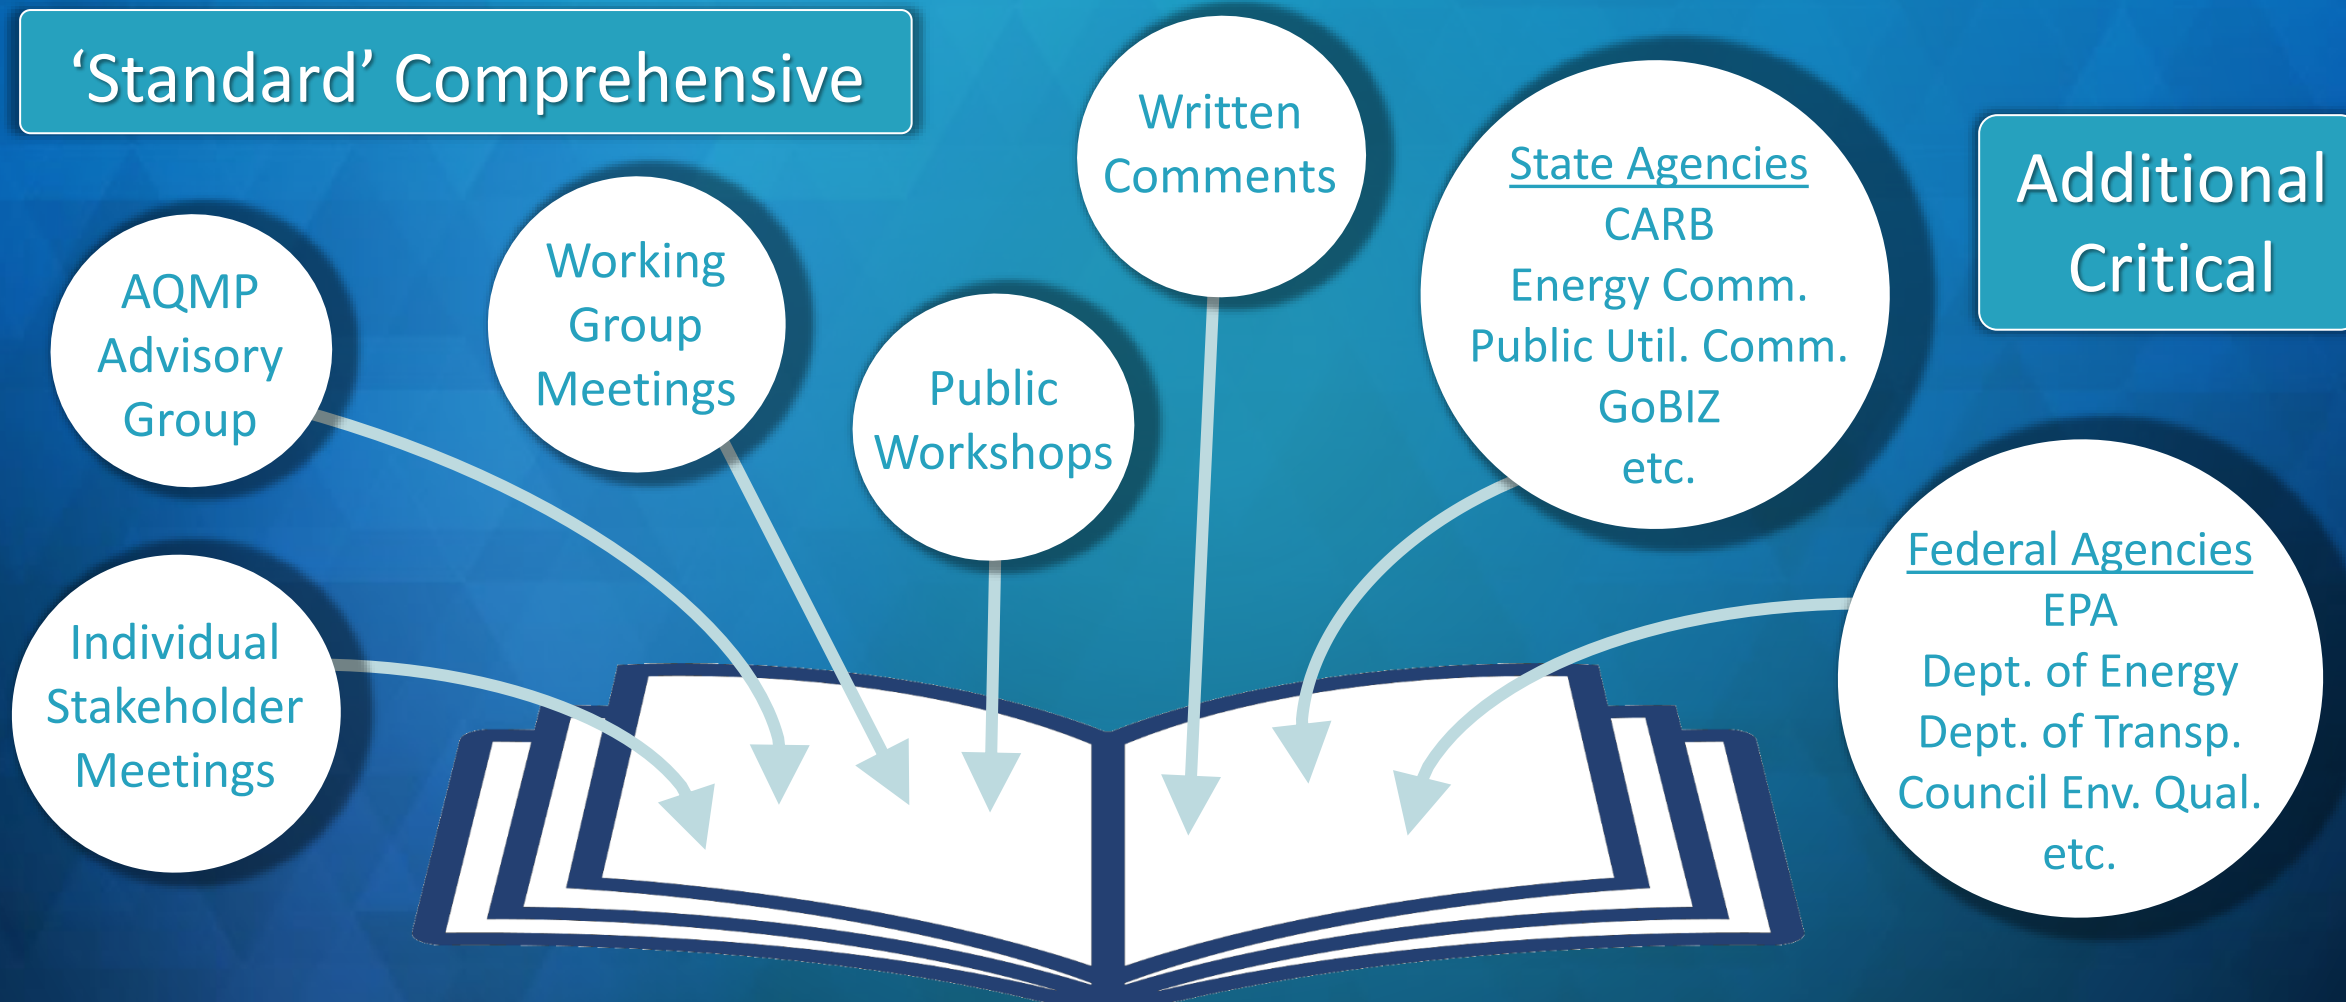 ‘Standard’ Comprehensive
Additional
Critical
AQMP
Advisory
Group
Working
Group
Meetings
Public
Workshops
Written
Comments
State Agencies
CARB
Energy Comm.
Public Util. Comm.
GoBIZ
etc.
Individual
Stakeholder
Meetings
Federal Agencies
EPA
Dept. of Energy
Dept. of Transp.
Council Env. Qual.
etc.